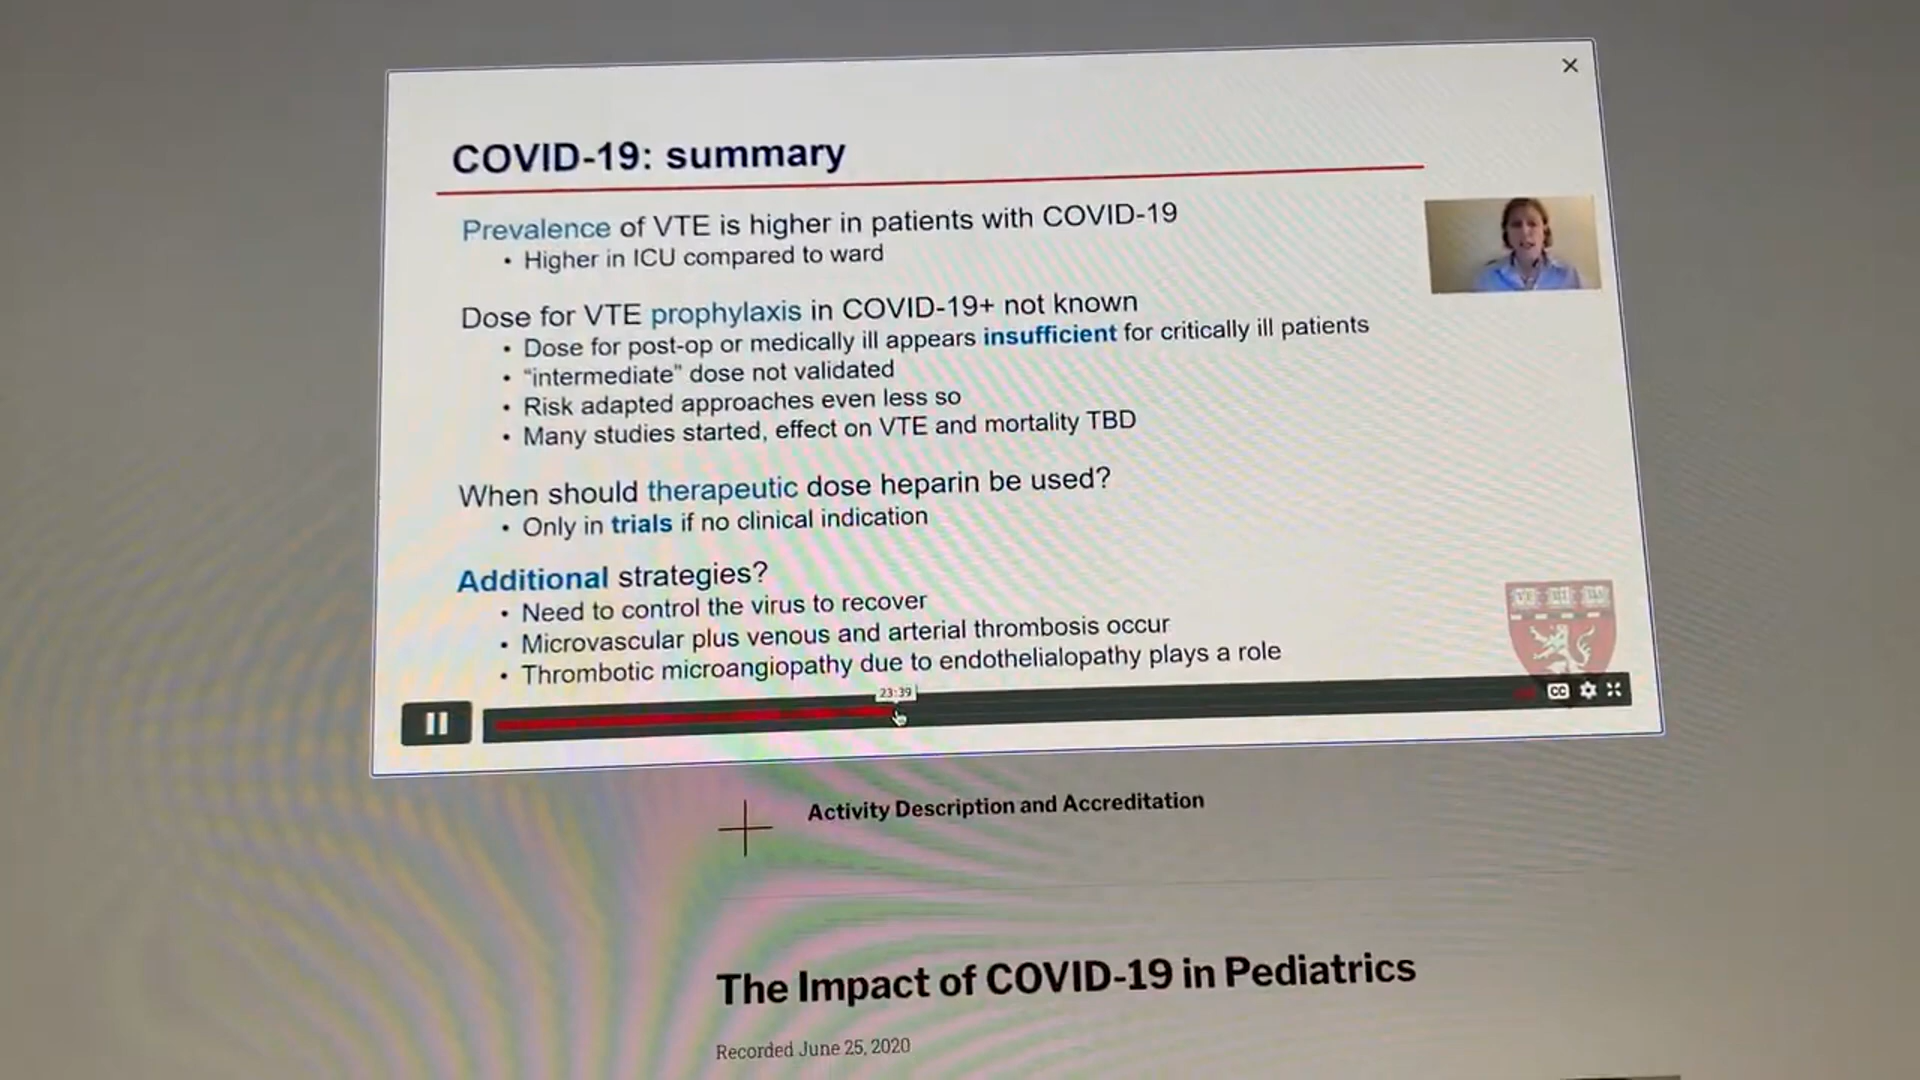 COVID-19: summary
Prevalence of VTE is higher in patients with COVID-19
• Higher in ICU compared to ward
Dose for VTE prophylaxis in COVID-19+ not known
• Dose for post-op or medically ill appears insufficient for critically ill patients
• “intermediate” dose not validated
• Risk adapted approaches even less so
• Many studies started, effect on VTE and mortality TBD
When should therapeutic dose heparin be used?
• Only in trials if no clinical indication
Additional strategies?
• Need to control the virus to recover
• Microvascular plus venous and arterial thrombosis occur
• Thrombotic microangiopathy due to endothelialopathy plays a role
23:39
CC
Activity Description and Accreditation
The Impact of COVID-19 in Pediatrics
Recorded June 25, 2020